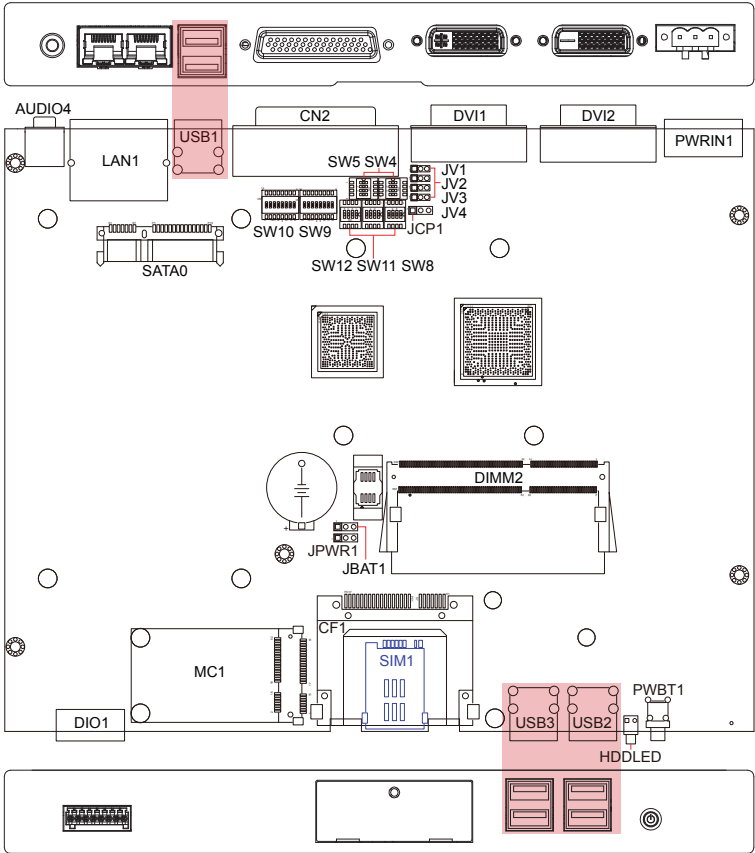 AUDIO4
LAN1
USB1
CN2
DVI1
DVI2
PWRIN1
SW5 SW4
JV1
JV2
JV3
JV4
JCP1
SW10 SW9
SW12 SW11 SW8
SATA0
DIMM2
JPWR1
JBAT1
CF1
SIM1
MC1
DIO1
USB3
USB2
PWBT1
HDDLED